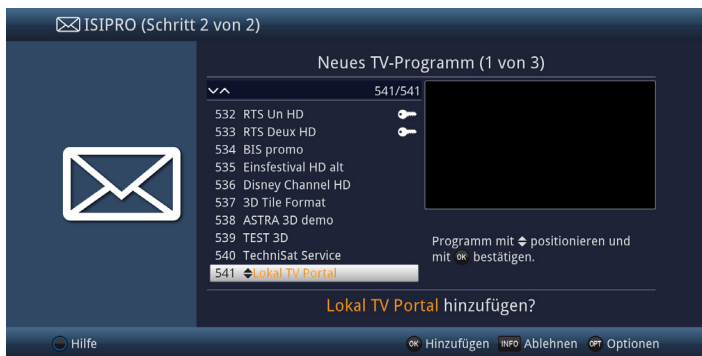 ISIPRO (Schritt 2 von 2)
Neues TV-Programm (1 von 3)
541/541
532 RTS Un HD
533 RTS Deux HD
534 BIS promo
535 Einsfestival HD alt
536 Disney Channel HD
537 3D Tile Format
538 ASTRA 3D demo
539 TEST 3D
540 TechniSat Service
541 Lokal TV Portal
Programm mit positionieren und
mit OK bestätigen.
Lokal TV Portal hinzufügen?
Hilfe OK Hinzufügen INFO Ablehnen OPT Optionen